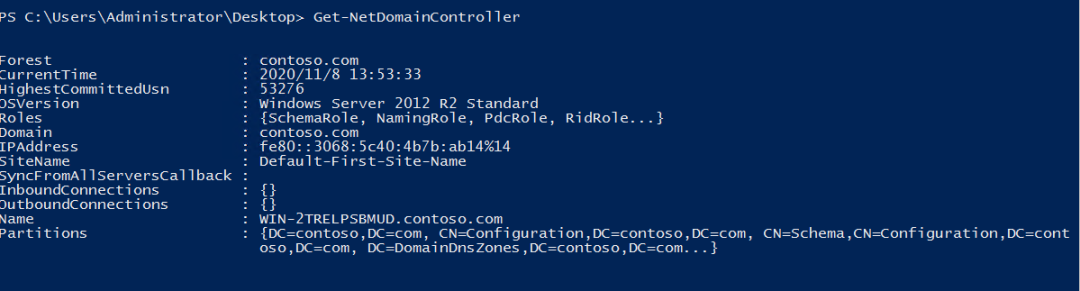 PS C:\Users\Administrator\Desktop> Get-NetDomainController
Forest : contoso.com
CurrentTime : 2020/11/8 13:53:33
HighestCommittedUsn : 53276
OSVersion : Windows Server 2012 R2 Standard
Roles : {SchemaRole, NamingRole, PdcRole, RidRole...}
Domain : contoso.com
IPAddress : fe80::3068:5c40:4b7b:ab14%14
SiteName : Default-First-Site-Name
SyncFromAllServersCallback :
InboundConnections : {}
OutboundConnections : {}
Name : WIN-2TRELPSBMUD.contoso.com
Partitions : {DC=contoso,DC=com, CN=Configuration,DC=contoso,DC=com, CN=Schema,CN=Configuration,DC=cont
oso,DC=com, DC=DomainDnsZones,DC=contoso,DC=com...}